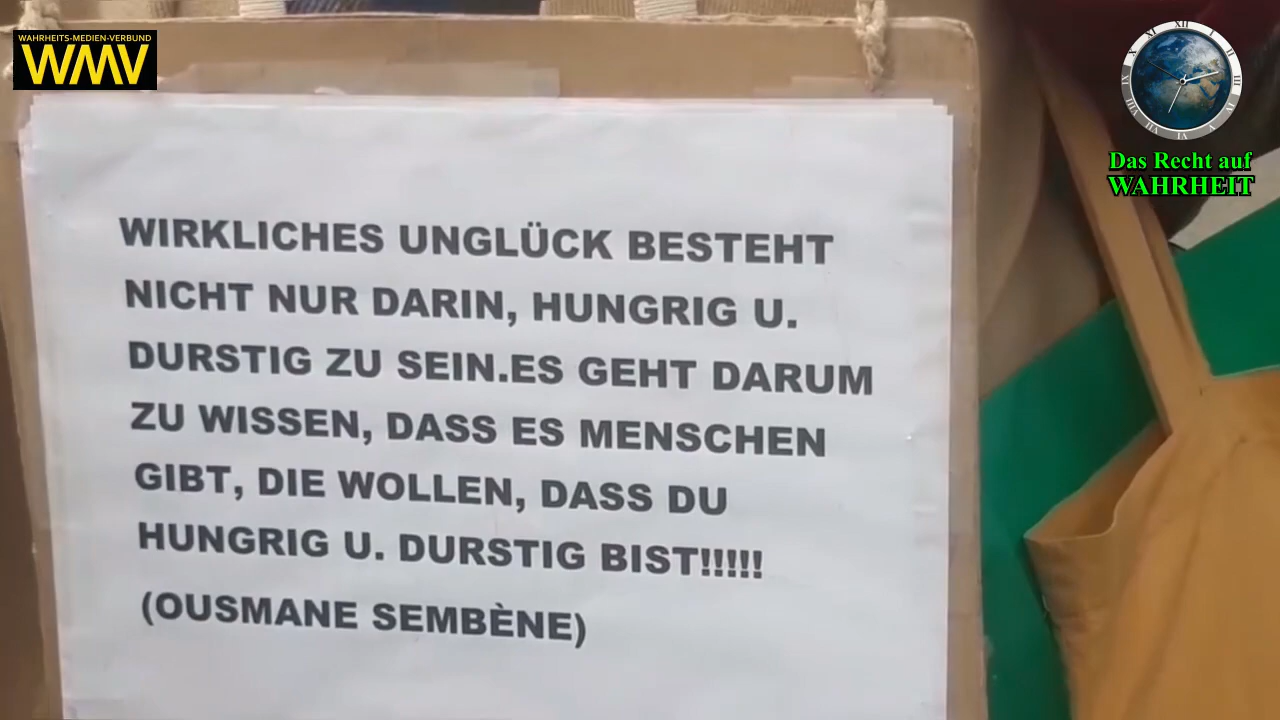 WAHRHEITS-MEDIEN-VERBUND
WMV
Das Recht auf
WAHRHEIT
WIRKLICHES UNGLÜCK BESTEHT
NICHT NUR DARIN, HUNGRIG U.
DURSTIG ZU SEIN.ES GEHT DARUM
ZU WISSEN, DASS ES MENSCHEN
GIBT, DIE WOLLEN, DASS DU
HUNGRIG U. DURSTIG BIST!!!!!
(OUSMANE SEMBÈNE)